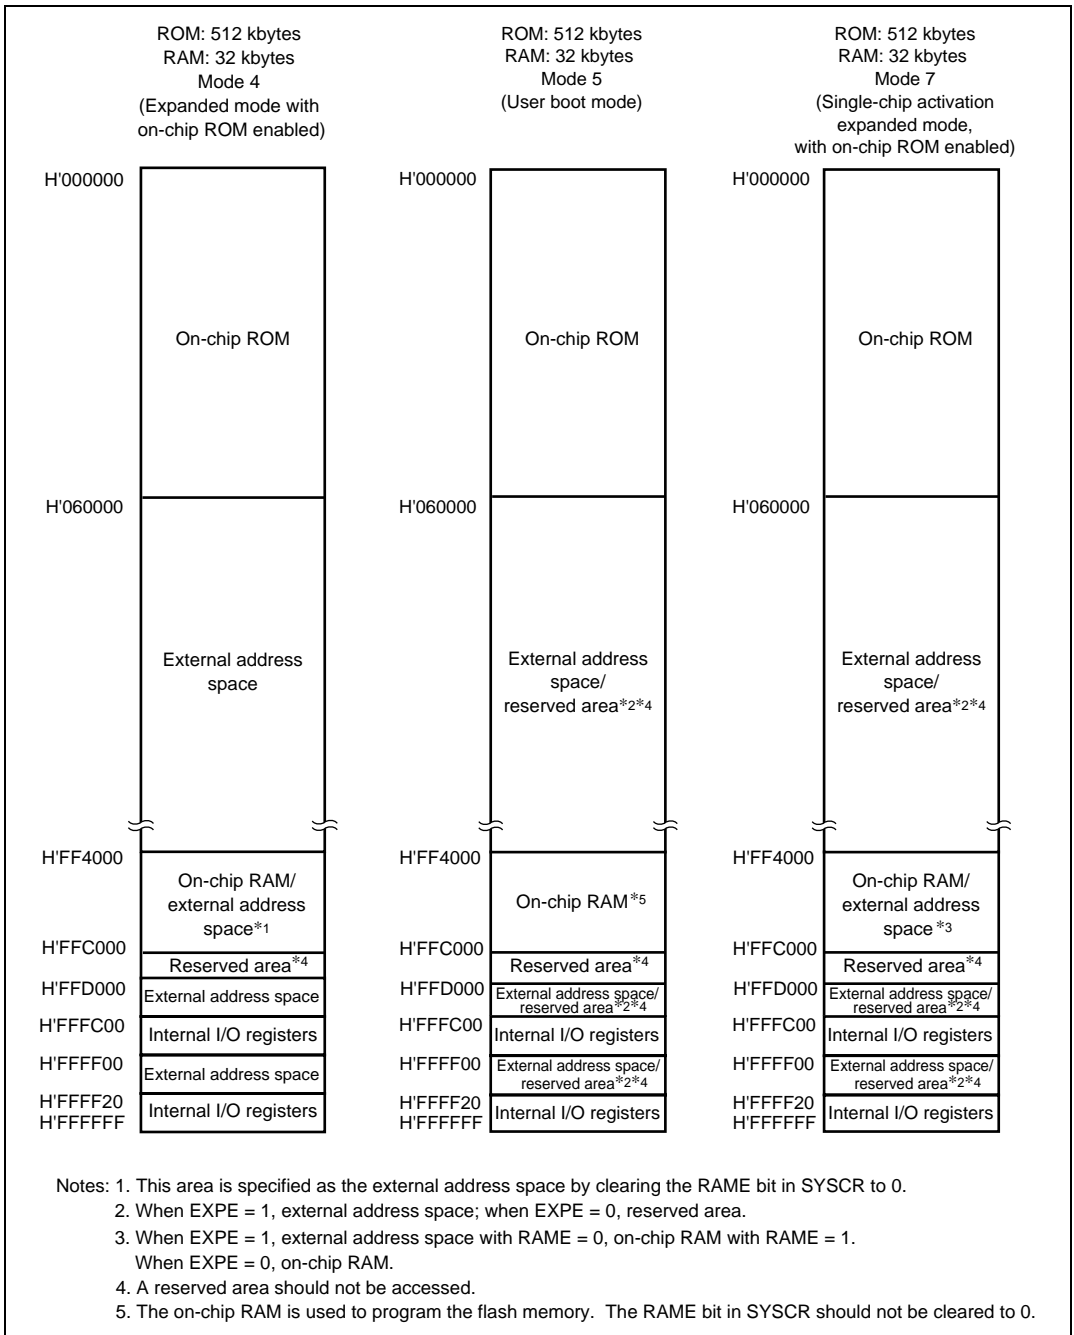 ROM: 512 kbytes
RAM: 32 kbytes
Mode 4
(Expanded mode with
on-chip ROM enabled)
ROM: 512 kbytes
RAM: 32 kbytes
Mode 5
(User boot mode)
ROM: 512 kbytes
RAM: 32 kbytes
Mode 7
(Single-chip activation
expanded mode,
with on-chip ROM enabled)
H'000000
On-chip ROM
H'060000
External address
space
H'FF4000
On-chip RAM/
external address
space*1
H'FFC000
Reserved area*4
H'FFD000
External address space
H'FFFC00
Internal I/O registers
H'FFFF00
External address space
H'FFFF20
Internal I/O registers
H'FFFFFF
H'000000
On-chip ROM
H'060000
External address
space/
reserved area*2*4
H'FF4000
On-chip RAM*5
H'FFC000
Reserved area*4
H'FFD000
External address space/
reserved area*2*4
H'FFFC00
Internal I/O registers
H'FFFF00
External address space/
reserved area*2*4
H'FFFF20
Internal I/O registers
H'FFFFFF
H'000000
On-chip ROM
H'060000
External address
space/
reserved area*2*4
H'FF4000
On-chip RAM/
external address
space*3
H'FFC000
Reserved area*4
H'FFD000
External address space/
reserved area*2*4
H'FFFC00
Internal I/O registers
H'FFFF00
External address space/
reserved area*2*4
H'FFFF20
Internal I/O registers
H'FFFFFF
Notes: 1. This area is specified as the external address space by clearing the RAME bit in SYSCR to 0.
2. When EXPE = 1, external address space; when EXPE = 0, reserved area.
3. When EXPE = 1, external address space with RAME = 0, on-chip RAM with RAME = 1.
When EXPE = 0, on-chip RAM.
4. A reserved area should not be accessed.
5. The on-chip RAM is used to program the flash memory. The RAME bit in SYSCR should not be cleared to 0.